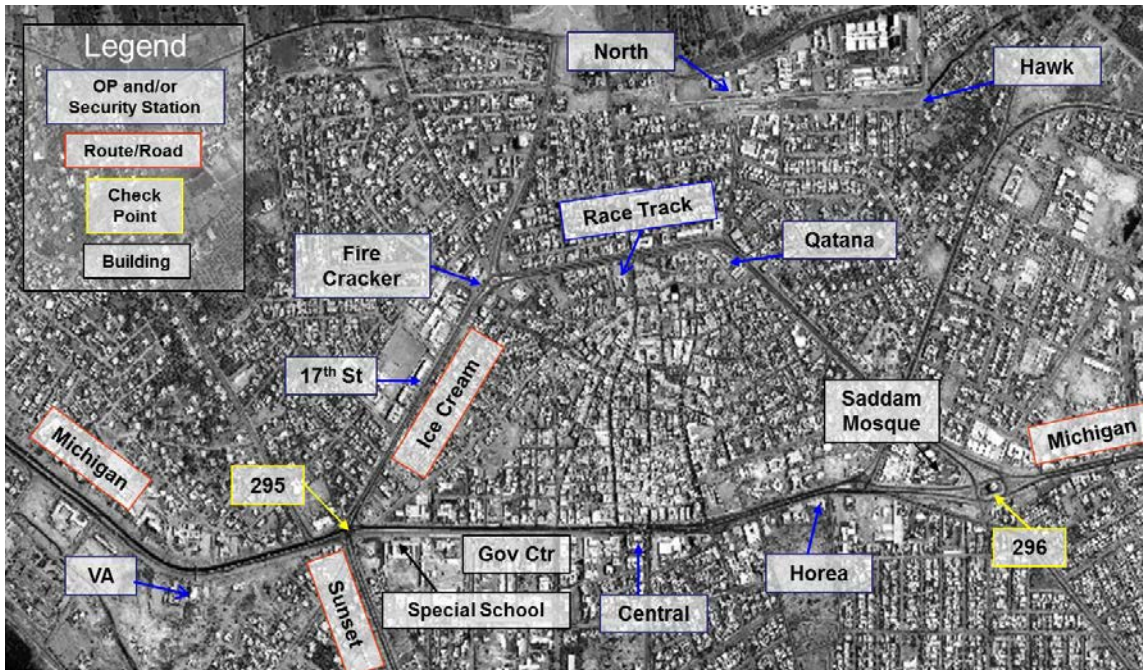 Legend
OP and/or
Security Station
Route/Road
Check
Point
Building
North
Hawk
Race Track
Qatana
Fire
Cracker
17th St
Ice Cream
Saddam
Mosque
Michigan
Michigan
295
Gov Ctr
296
VA
Sunset
Special School
Central
Horea